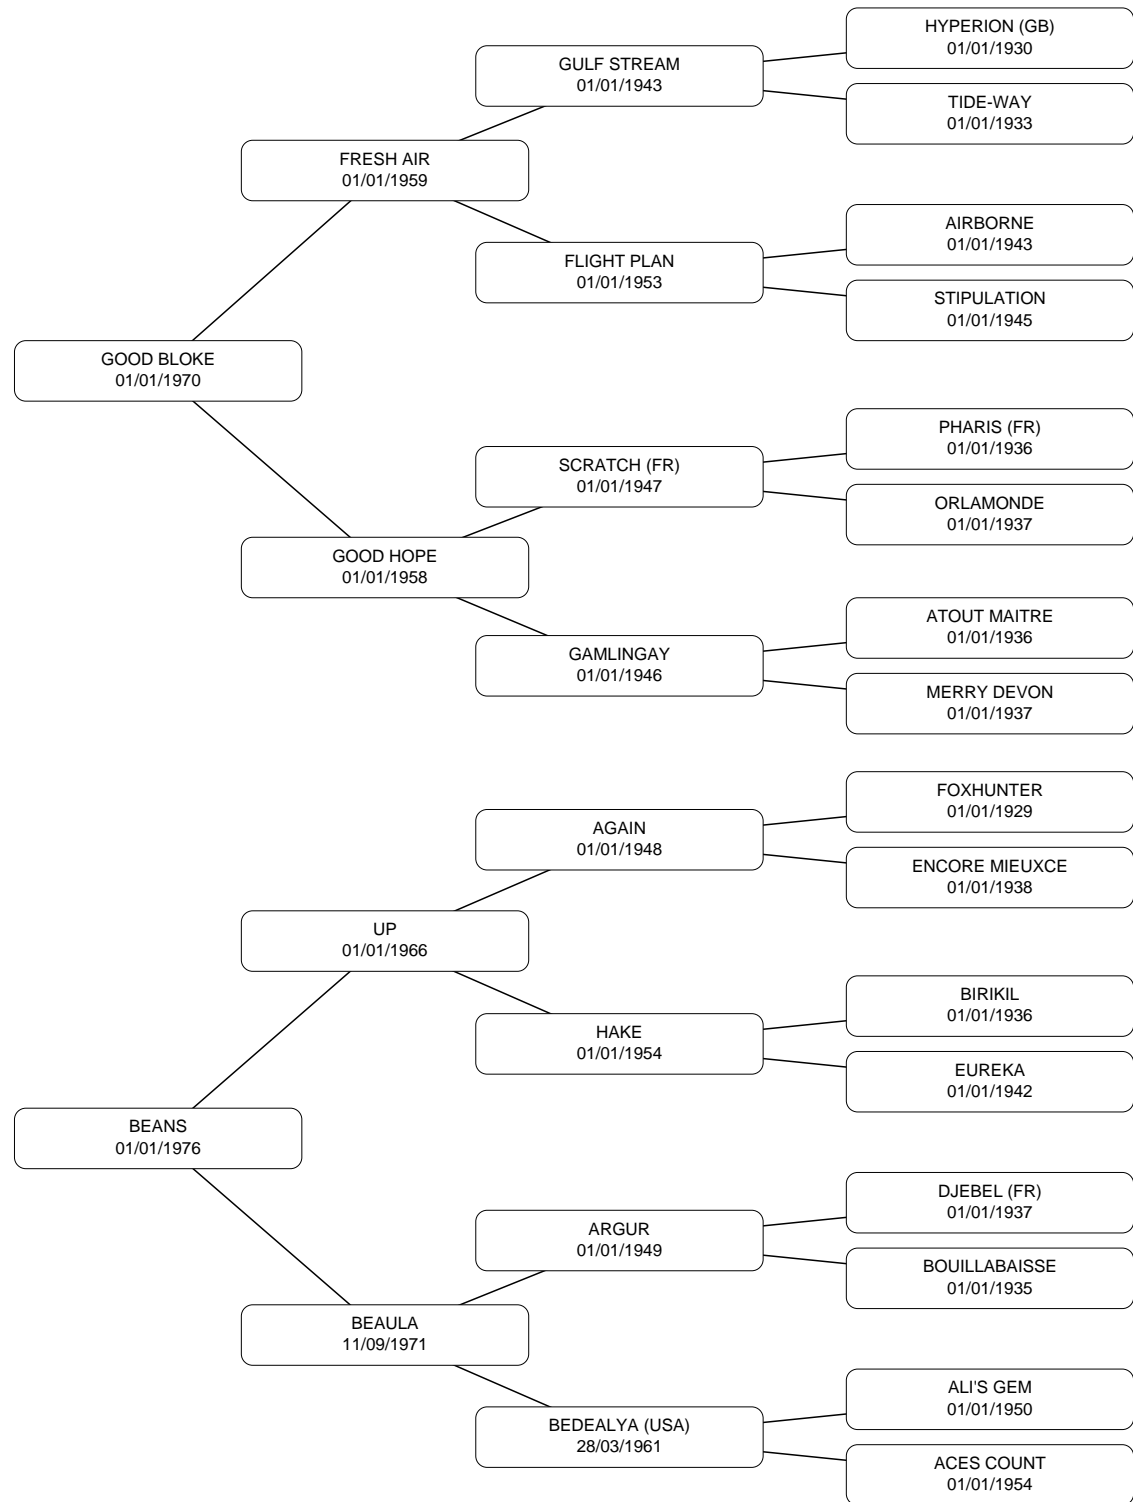 HYPERION (GB)
01/01/1930
GULF STREAM
01/01/1943
TIDE-WAY
01/01/1933
FRESH AIR
01/01/1959
AIRBORNE
01/01/1943
FLIGHT PLAN
01/01/1953
STIPULATION
01/01/1945
GOOD BLOKE
01/01/1970
PHARIS (FR)
01/01/1936
SCRATCH (FR)
01/01/1947
ORLAMONDE
01/01/1937
GOOD HOPE
01/01/1958
ATOUT MAITRE
01/01/1936
GAMLINGAY
01/01/1946
MERRY DEVON
01/01/1937
FOXHUNTER
01/01/1929
AGAIN
01/01/1948
ENCORE MIEUXCE
01/01/1938
UP
01/01/1966
BIRIKIL
01/01/1936
HAKE
01/01/1954
EUREKA
01/01/1942
BEANS
01/01/1976
DJEBEL (FR)
01/01/1937
ARGUR
01/01/1949
BOUILLABAISSE
01/01/1935
BEAULA
11/09/1971
ALI'S GEM
01/01/1950
BEDEALYA (USA)
28/03/1961
ACES COUNT
01/01/1954